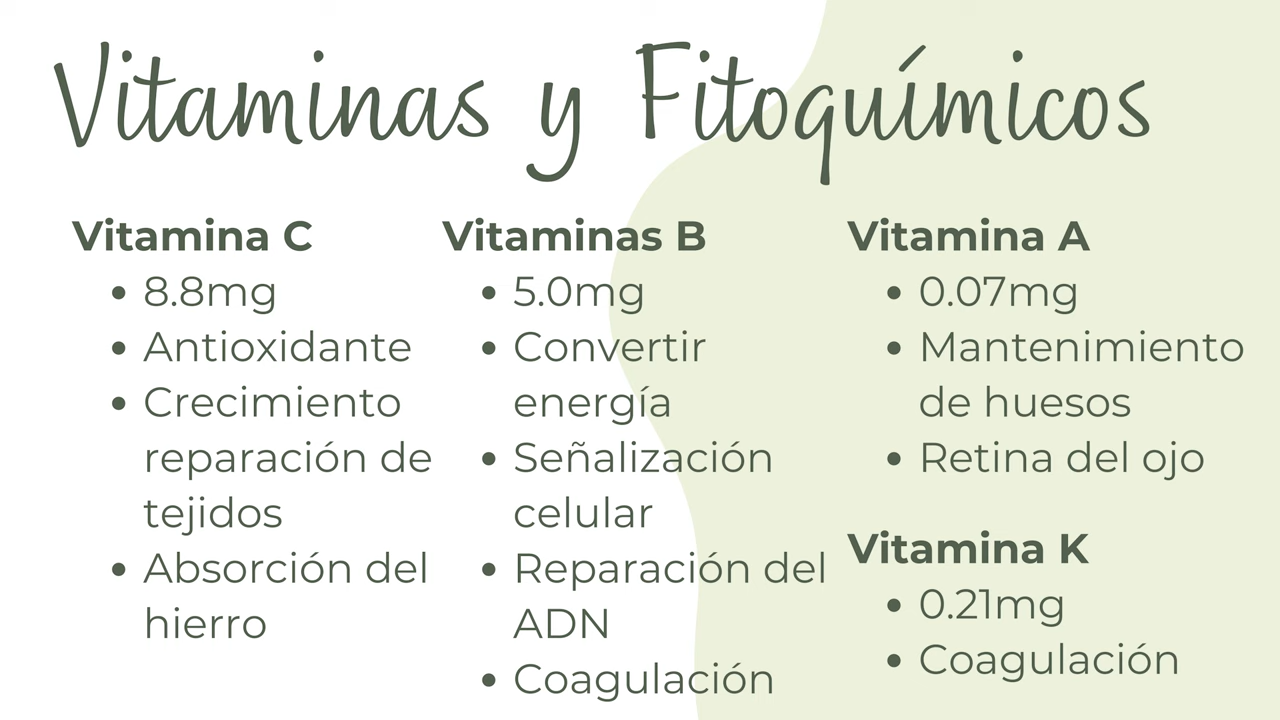 Vitaminas y Fitoquímicos
Vitamina C
• 8.8mg
• Antioxidante
• Crecimiento
reparación de
tejidos
• Absorción del
hierro
Vitaminas B
• 5.0mg
• Convertir
energía
• Señalización
celular
• Reparación del
ADN
• Coagulación
Vitamina A
• 0.07mg
• Mantenimiento
de huesos
• Retina del ojo
Vitamina K
• 0.21mg
• Coagulación